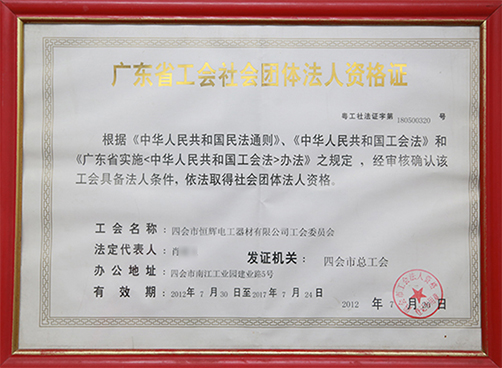 广东省工会社会团体法人资格证
粤工社法证字第 180500320 号
根据《中华人民共和国民法通则》、《中华人民共和国工会法》和
《广东省实施<中华人民共和国工会法>办法》之规定，经审核确认该
工会具备法人条件，依法取得社会团体法人资格。
工会名称：四会市恒辉电工器材有限公司工会委员会
法定代表人：肖
发证机关：四会市总工会
办公地址：四会市南江工业园建业路5号
有效期：2012年7月30日至2017年7月24日
2012年7月30日